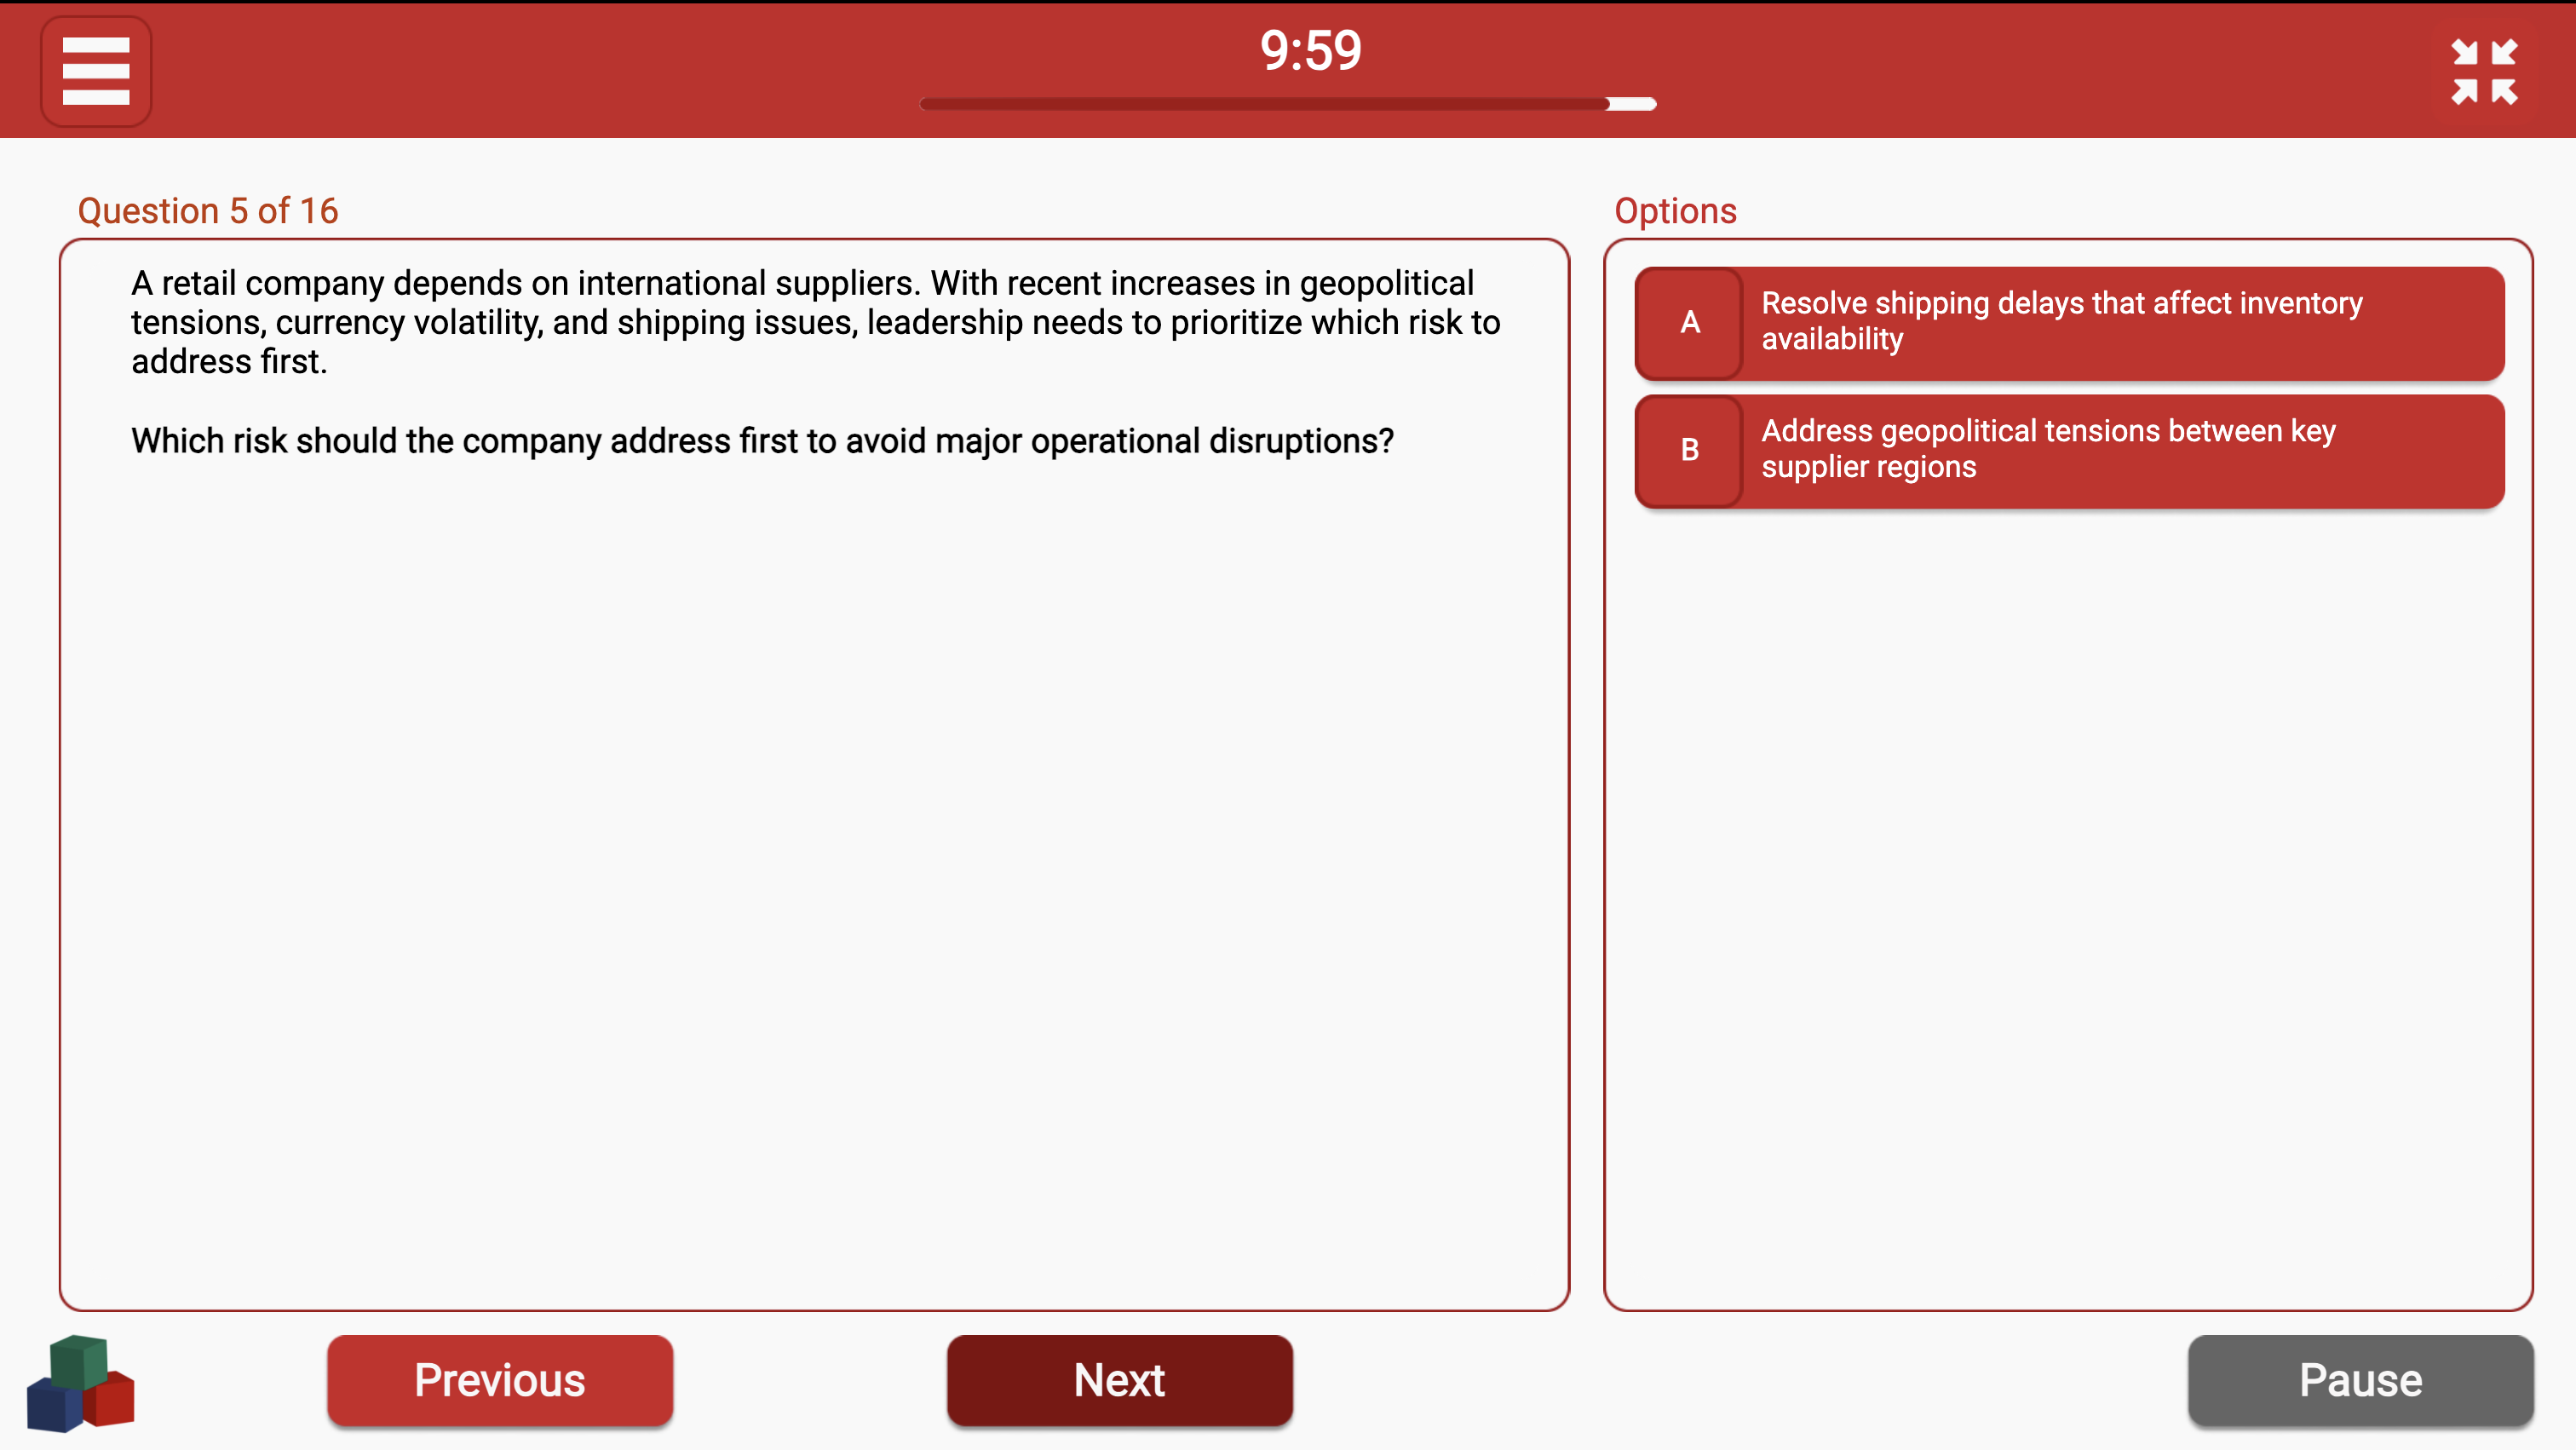 9:59
Question 5 of 16
A retail company depends on international suppliers. With recent increases in geopolitical
tensions, currency volatility, and shipping issues, leadership needs to prioritize which risk to
address first.
Which risk should the company address first to avoid major operational disruptions?
Options
A
Resolve shipping delays that affect inventory
availability
B
Address geopolitical tensions between key
supplier regions
Previous
Next
Pause